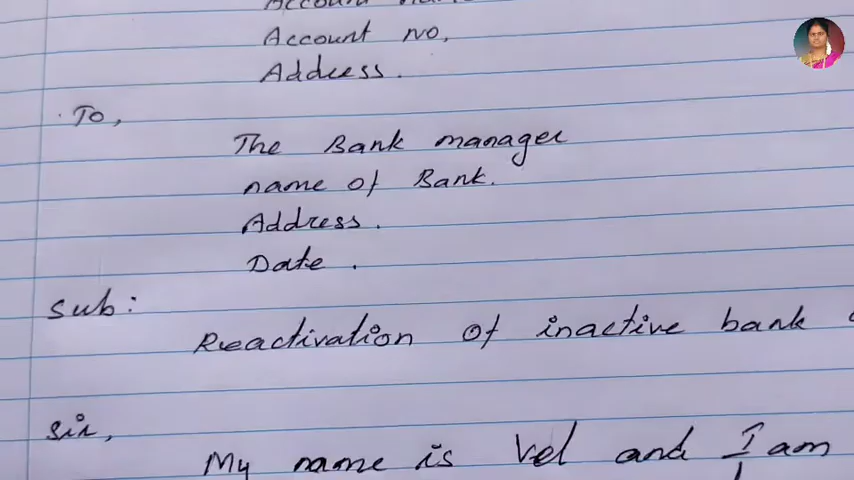 Account
Account no,
Address.
To,
The Bank manager
name of Bank.
Address.
Date.
Sub:
Reactivation of inactive bank
Sir,
My name is Vel and I am